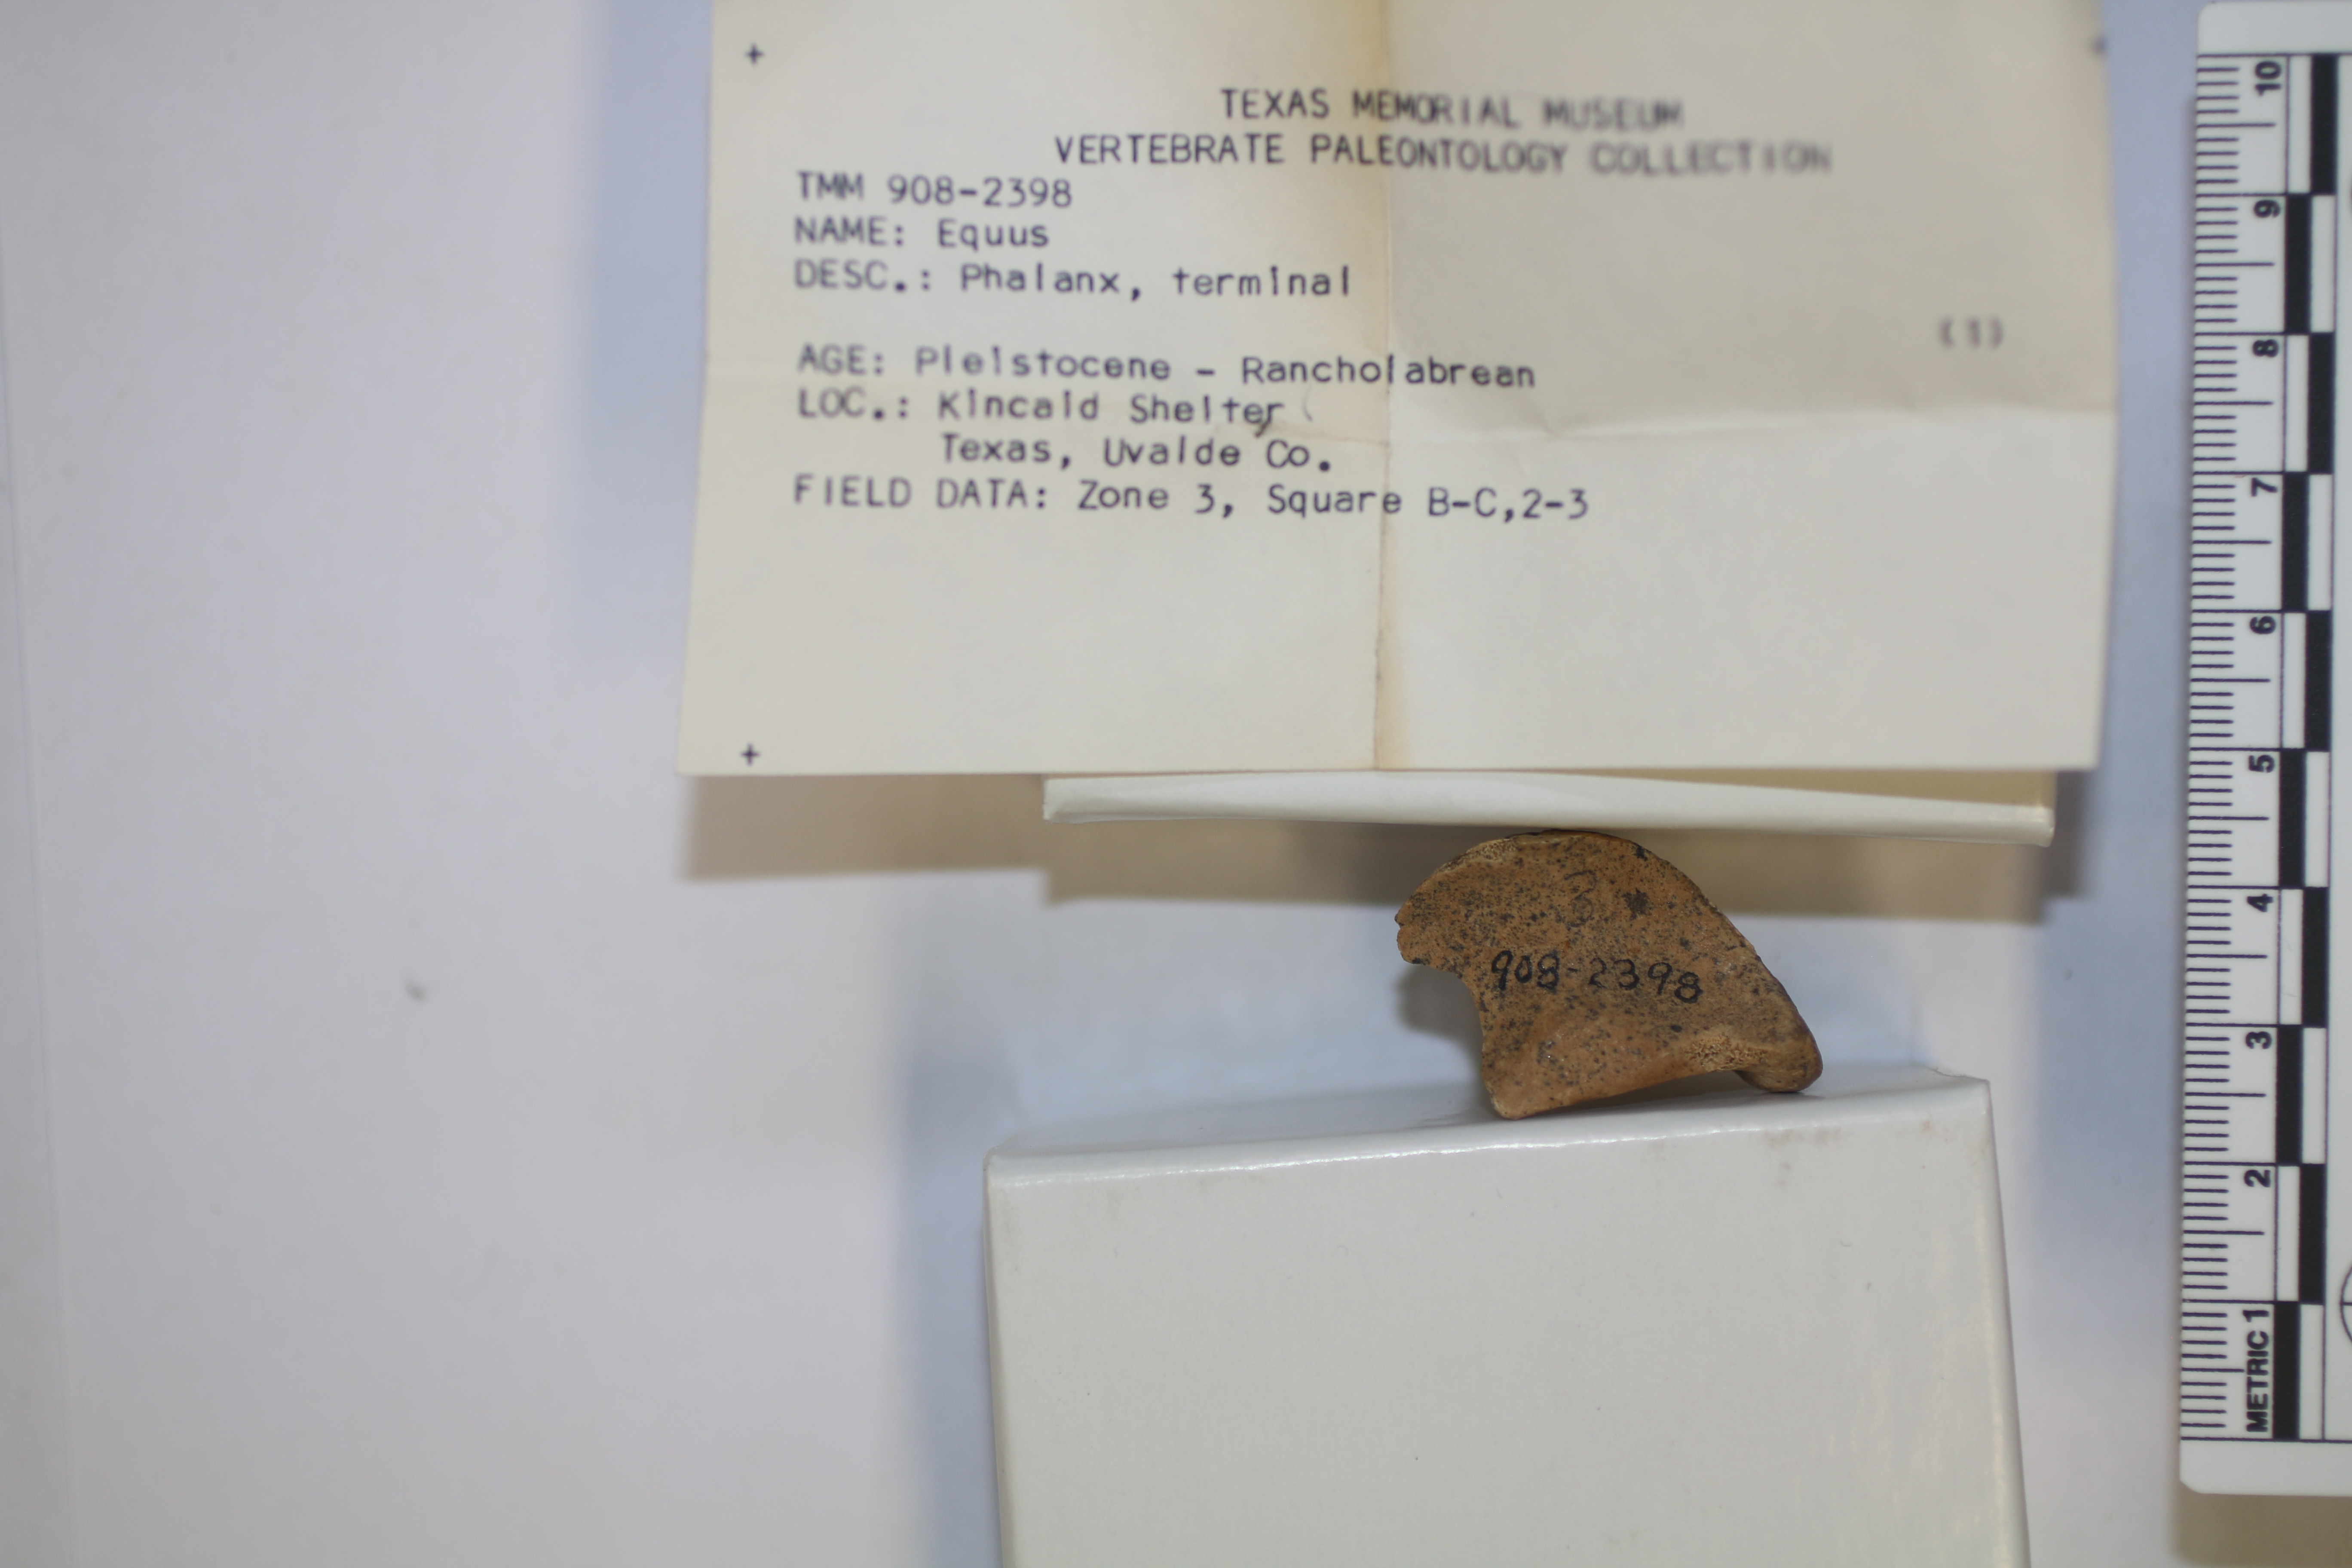 TEXAS MEMORIAL MUSEUM
VERTEBRATE PALEONTOLOGY COLLECTION
TMM 908-2398
NAME: Equus
DESC.: Phalanx, terminal
(1)
AGE: Pleistocene - Rancholabrean
LOC.: Kincaid Shelter
Texas, Uvalde Co.
FIELD DATA: Zone 3, Square B-C,2-3
908-2398
METRIC 1 2 3 4 5 6 7 8 9 10